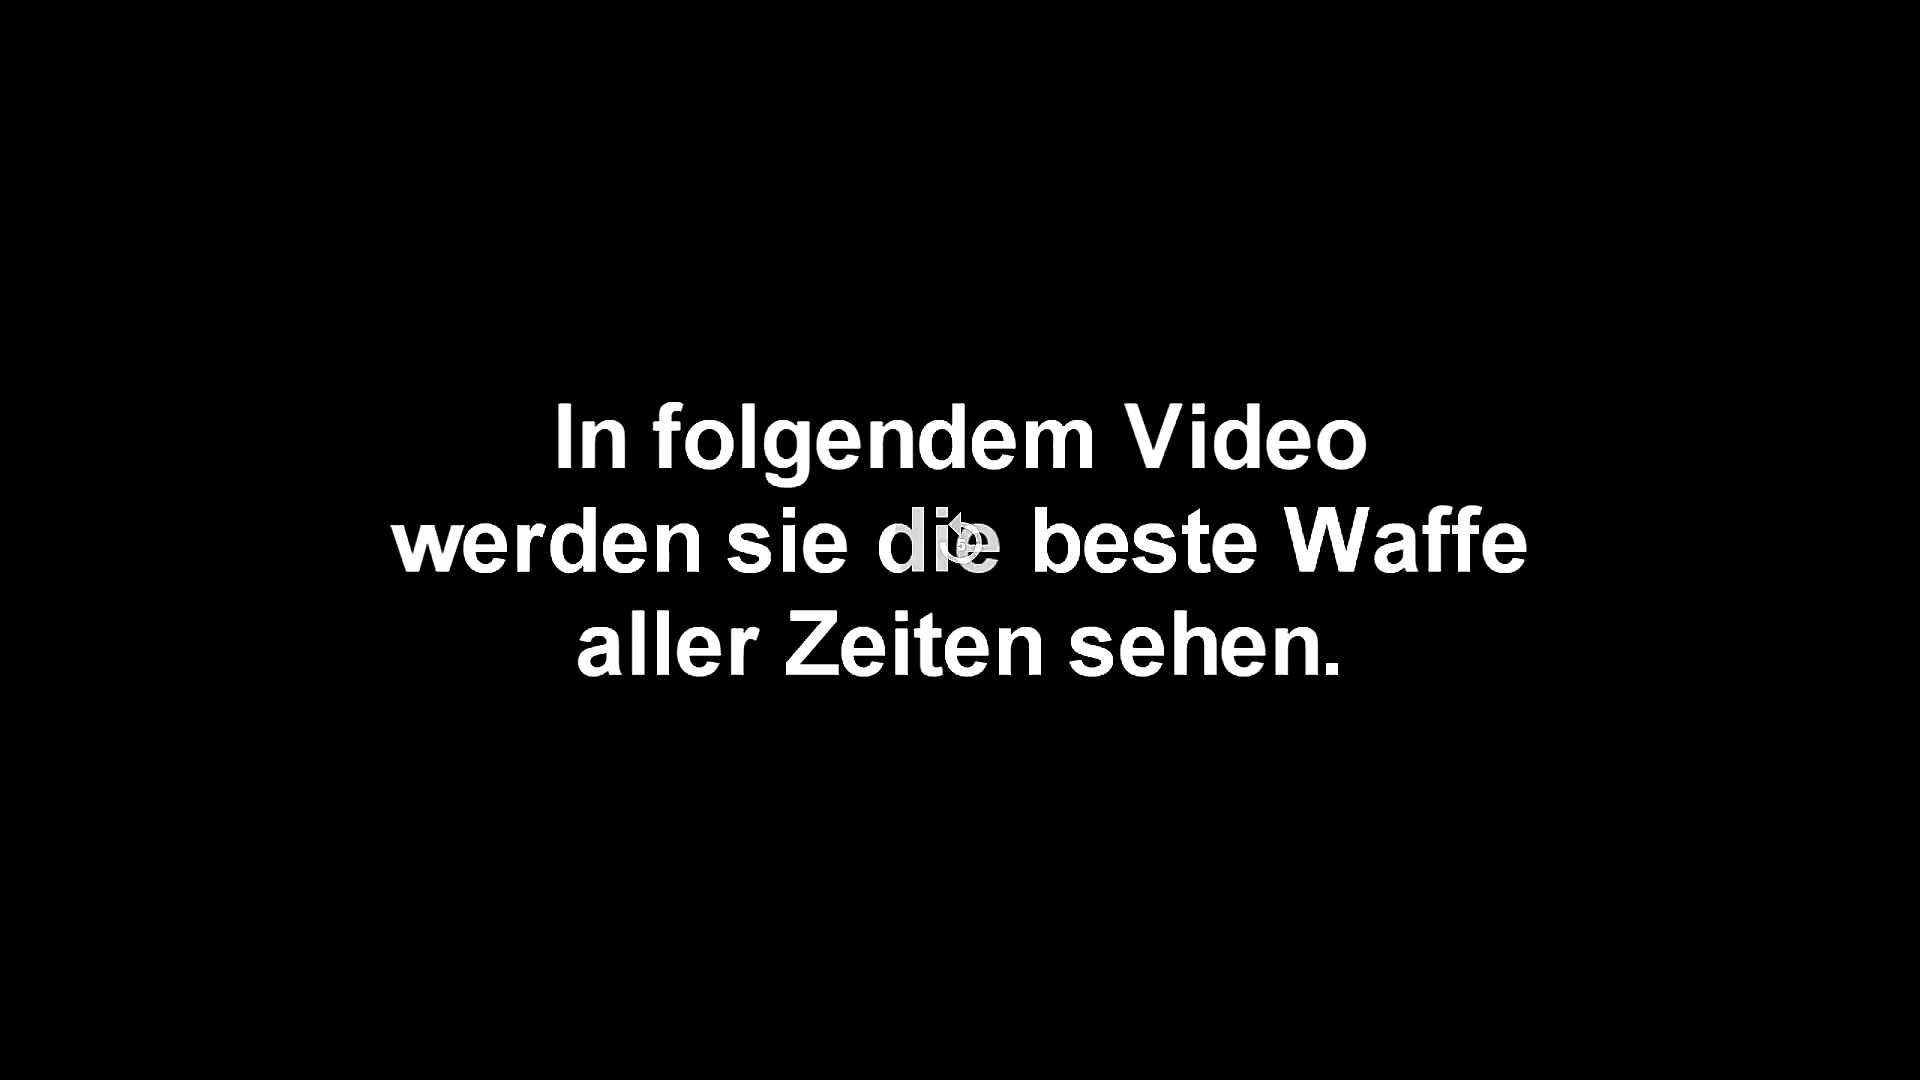 In folgendem Video
werden sie die beste Waffe
aller Zeiten sehen.